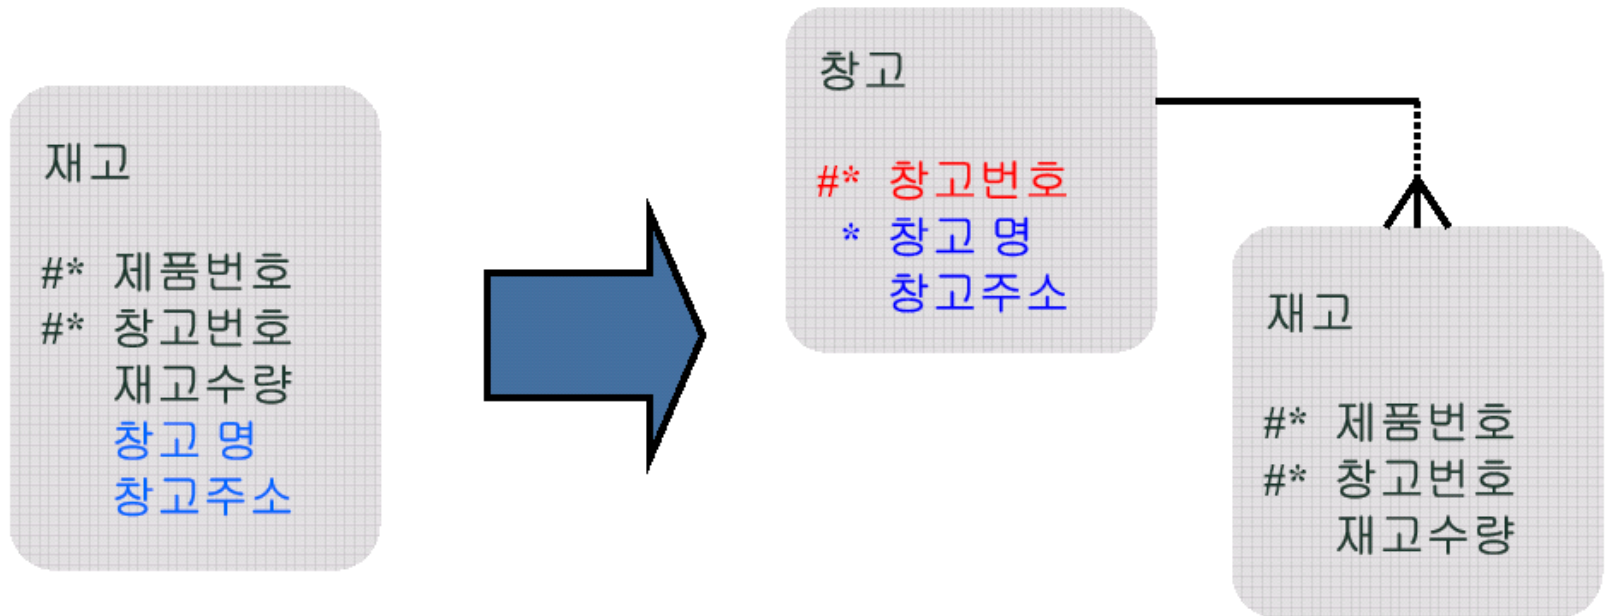 재고
#* 제품번호
#* 창고번호
재고수량
창고 명
창고주소
창고
#* 창고번호
* 창고 명
창고주소
재고
#* 제품번호
#* 창고번호
재고수량